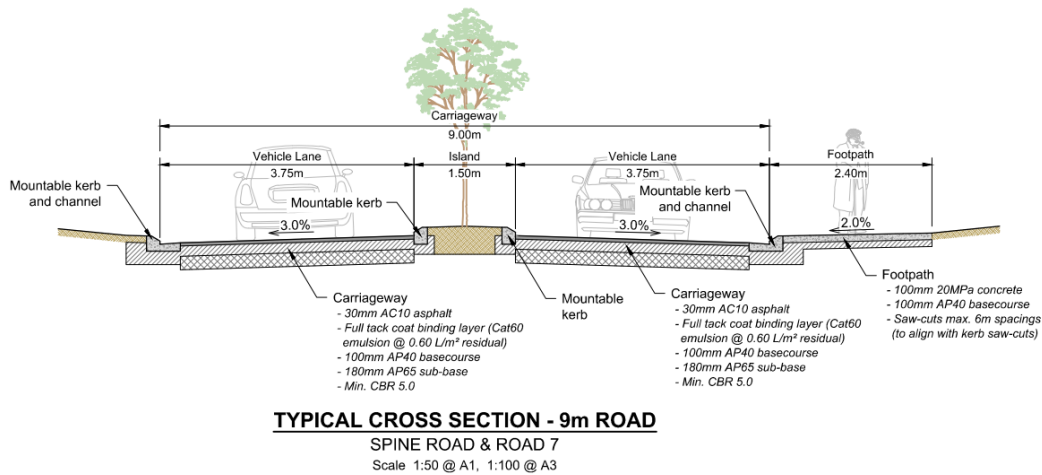 Carriageway
9.00m
Vehicle Lane
3.75m
Island
1.50m
Vehicle Lane
3.75m
Footpath
2.40m
Mountable kerb
and channel
Mountable kerb
Mountable kerb
and channel
3.0%
3.0%
2.0%
Carriageway
- 30mm AC10 asphalt
- Full tack coat binding layer (Cat60
emulsion @ 0.60 L/m² residual)
- 100mm AP40 basecourse
- 180mm AP65 sub-base
- Min. CBR 5.0
Mountable
kerb
Carriageway
- 30mm AC10 asphalt
- Full tack coat binding layer (Cat60
emulsion @ 0.60 L/m² residual)
- 100mm AP40 basecourse
- 180mm AP65 sub-base
- Min. CBR 5.0
Footpath
- 100mm 20MPa concrete
- 100mm AP40 basecourse
- Saw-cuts max. 6m spacings
(to align with kerb saw-cuts)
TYPICAL CROSS SECTION - 9m ROAD
SPINE ROAD & ROAD 7
Scale 1:50 @ A1, 1:100 @ A3